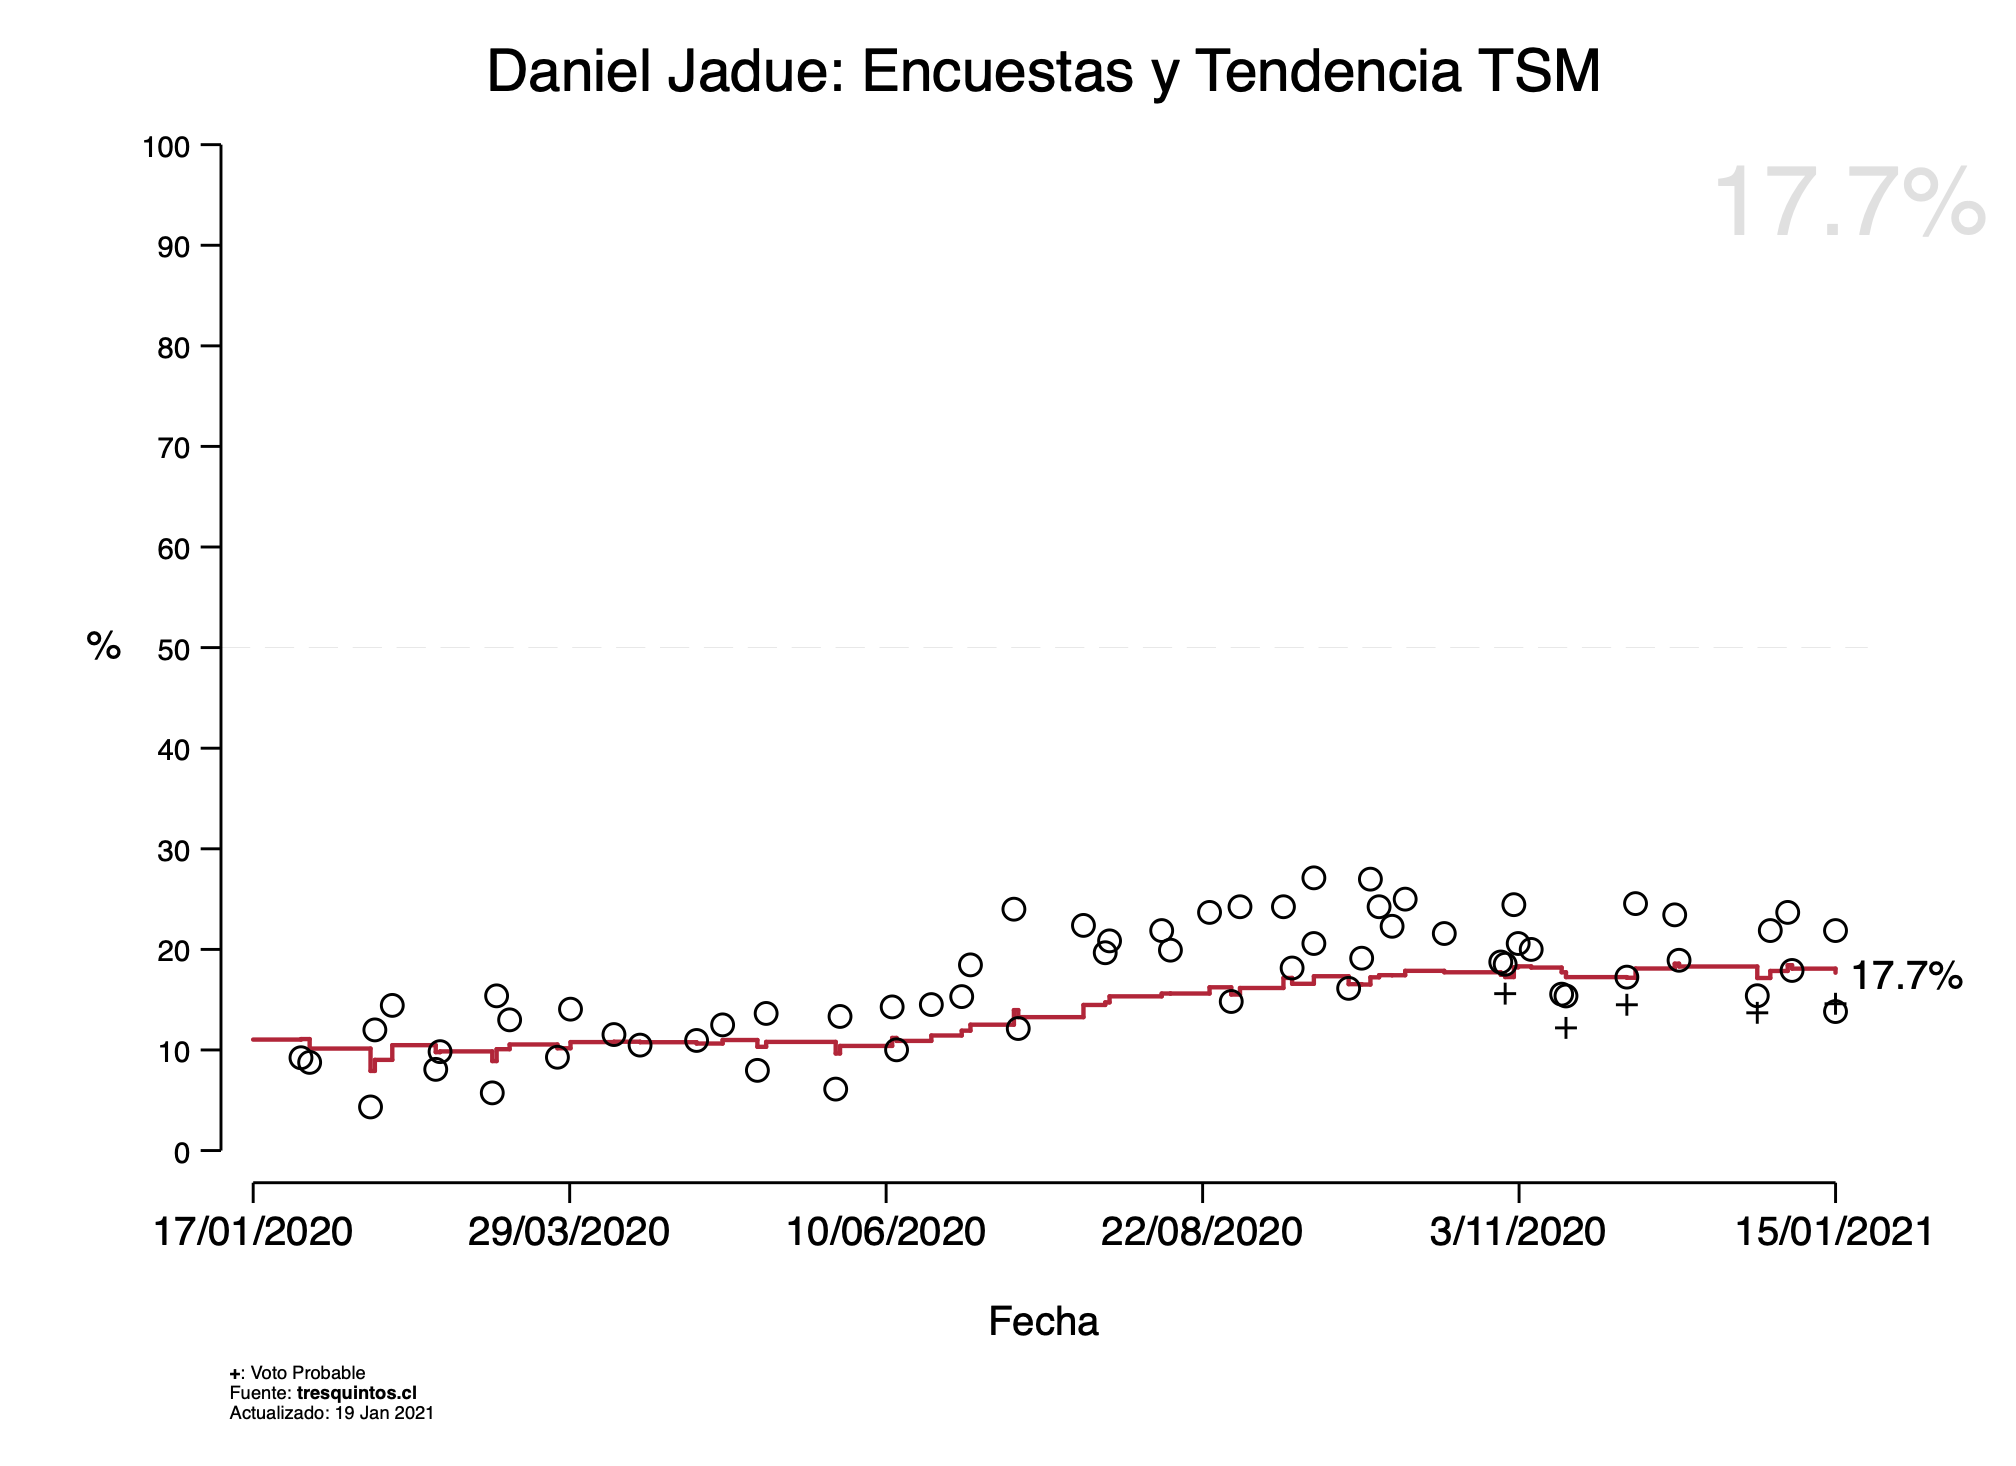 Daniel Jadue: Encuestas y Tendencia TSM
17.7%
100
90
80
70
60
50
40
30
20
10
0
%
17.7%
17/01/2020 29/03/2020 10/06/2020 22/08/2020 3/11/2020 15/01/2021
Fecha
+: Voto Probable
Fuente: tresquintos.cl
Actualizado: 19 Jan 2021